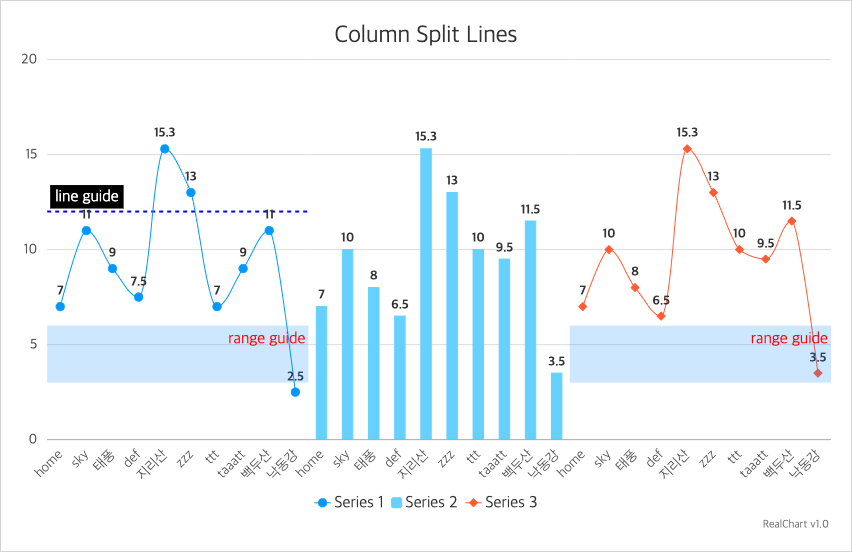 Column Split Lines
20
15
10
5
0
line guide
range guide
range guide
7
11
9
7.5
15.3
13
7
9
11
2.5
7
10
8
6.5
15.3
13
10
9.5
11.5
3.5
7
10
8
6.5
15.3
13
10
9.5
11.5
3.5
home
sky
태풍
def
지리산
zzz
ttt
taaatt
백두산
낙동강
home
sky
태풍
def
지리산
zzz
ttt
taaatt
백두산
낙동강
home
sky
태풍
def
지리산
zzz
ttt
taaatt
백두산
낙동강
Series 1 Series 2 Series 3
RealChart v1.0